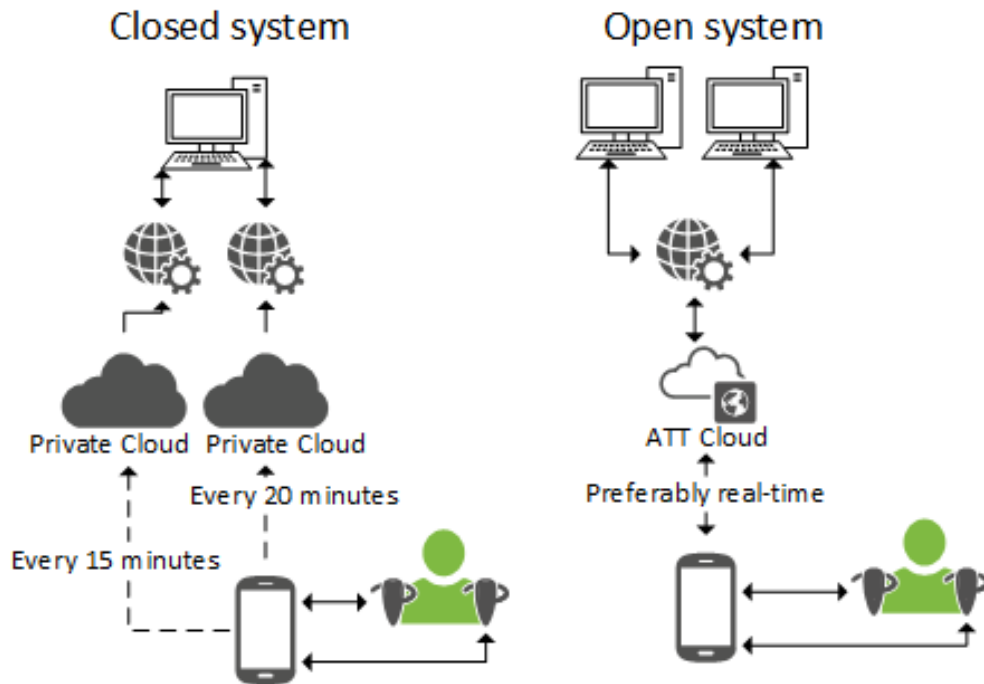 Closed system
Open system
Private Cloud
Private Cloud
ATT Cloud
Every 20 minutes
Preferably real-time
Every 15 minutes